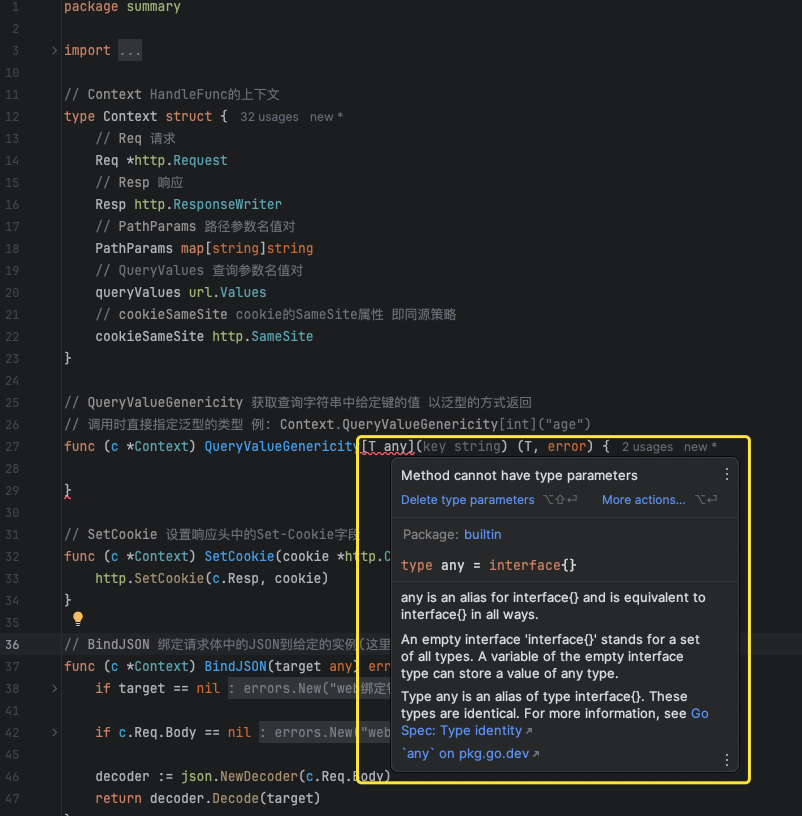 1 package summary
2
3 import ...
10
11 // Context HandleFunc的上下文
12 type Context struct { 32 usages new *
13 // Req 请求
14 Req *http.Request
15 // Resp 响应
16 Resp http.ResponseWriter
17 // PathParams 路径参数名值对
18 PathParams map[string]string
19 // QueryValues 查询参数名值对
20 queryValues url.Values
21 // cookieSameSite cookie的SameSite属性 即同源策略
22 cookieSameSite http.SameSite
23 }
24
25 // QueryValueGenericity 获取查询字符串中给定键的值 以泛型的方式返回
26 // 调用时直接指定泛型的类型 例: Context.QueryValueGenericity[int]("age")
27 func (c *Context) QueryValueGenericity[T any](key string) (T, error) { 2 usages new *
28
29 }
30
31 // SetCookie 设置响应头中的Set-Cookie字段
32 func (c *Context) SetCookie(cookie *http.C
33 http.SetCookie(c.Resp, cookie)
34 }
35
36 // BindJSON 绑定请求体中的JSON到给定的实例(这里
37 func (c *Context) BindJSON(target any) err
38 if target == nil : errors.New("web绑定
41
42 if c.Req.Body == nil : errors.New("web
45
46 decoder := json.NewDecoder(c.Req.Body)
47 return decoder.Decode(target)
Method cannot have type parameters
Delete type parameters ⌥⇧⏎ More actions... ⌥⏎
Package: builtin
type any = interface{}
any is an alias for interface{} and is equivalent to
interface{} in all ways.
An empty interface 'interface{}' stands for a set
of all types. A variable of the empty interface
type can store a value of any type.
Type any is an alias of type interface{}. These
types are identical. For more information, see Go
Spec: Type identity↗
`any` on pkg.go.dev↗